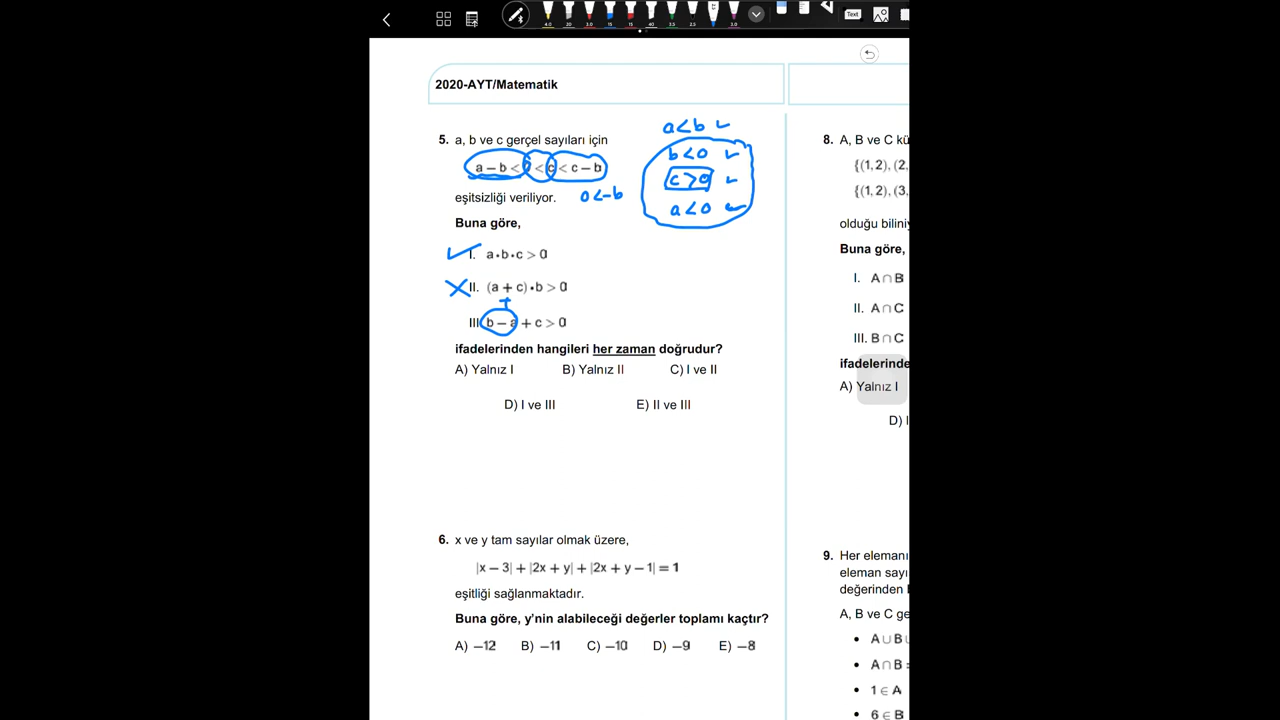 Text
2020-AYT/Matematik
5. a, b ve c gerçel sayıları için
a – b < < c < c – b
eşitsizliği veriliyor.
a<-b
Buna göre,
I. a•b•c > 0
II. (a + c)•b > 0
+
III b – a + c > 0
ifadelerinden hangileri her zaman doğrudur?
A) Yalnız I B) Yalnız II C) I ve II
D) I ve III E) II ve III
a<b
b<0
c>0
a<0
6. x ve y tam sayılar olmak üzere,
|x – 3| + |2x + y| + |2x + y – 1| = 1
eşitliği sağlanmaktadır.
Buna göre, y'nin alabileceği değerler toplamı kaçtır?
A) –12 B) –11 C) –10 D) –9 E) –8
8. A, B ve C kü
{(1, 2), (2,
{(1, 2), (3,
olduğu biliniy
Buna göre,
I. A∩B
II. A∩C
III. B∩C
ifadelerinde
A) Yalnız I
D) I
9. Her elemanı
eleman sayı
değerinden
A, B ve C ge
• A∪B∪
• A∩B =
• 1∈A
• 6∈B